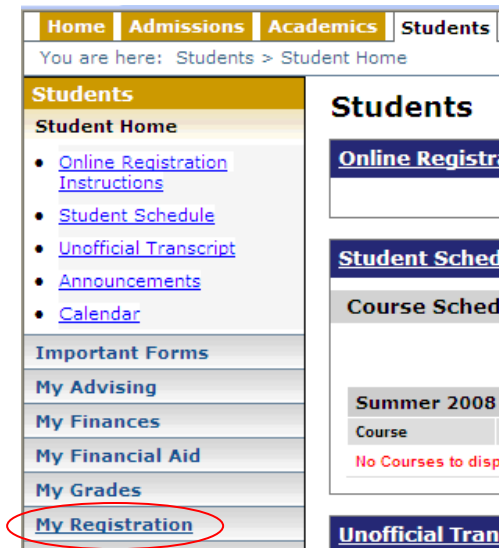 Home Admissions Academics Students
You are here: Students > Student Home
Students
Student Home
Online Registration
Instructions
Student Schedule
Unofficial Transcript
Announcements
Calendar
Important Forms
My Advising
My Finances
My Financial Aid
My Grades
My Registration
Students
Online Registra
Student Sched
Course Sched
Summer 2008
Course
No Courses to disp
Unofficial Tran